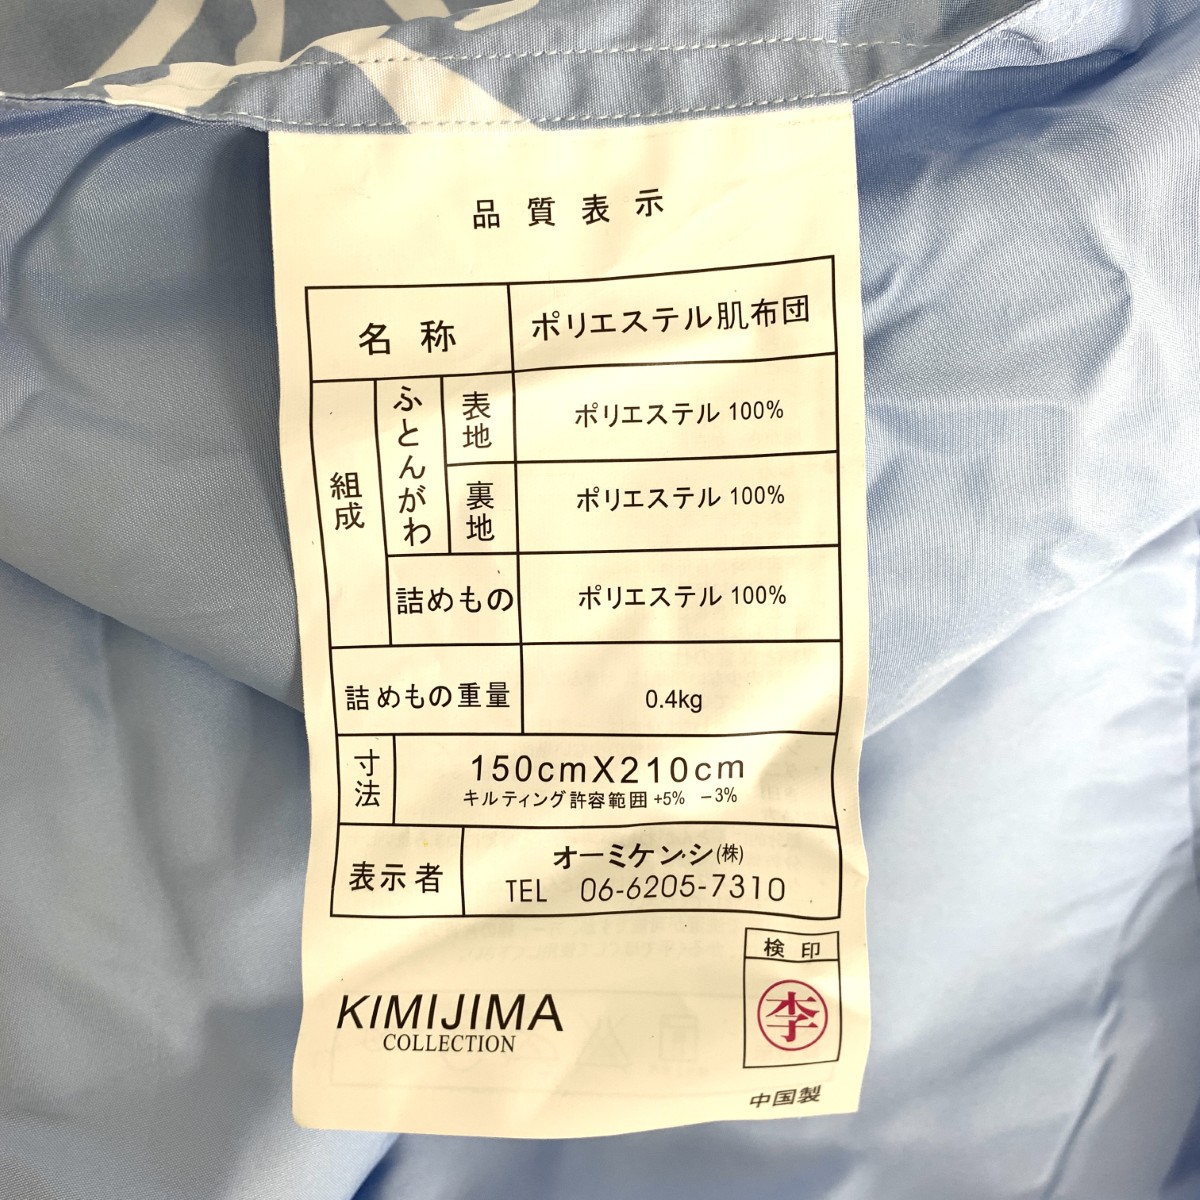 品質表示
名称 ポリエステル肌布団
組成 ふとんがわ 表地 ポリエステル 100%
裏地 ポリエステル 100%
詰めもの ポリエステル 100%
詰めもの重量 0.4kg
寸法 150cmX210cm
キルティング許容範囲 +5% −3%
表示者 オーミケンシ(株)
TEL 06-6205-7310
検印
李
KIMIJIMA
COLLECTION
中国製